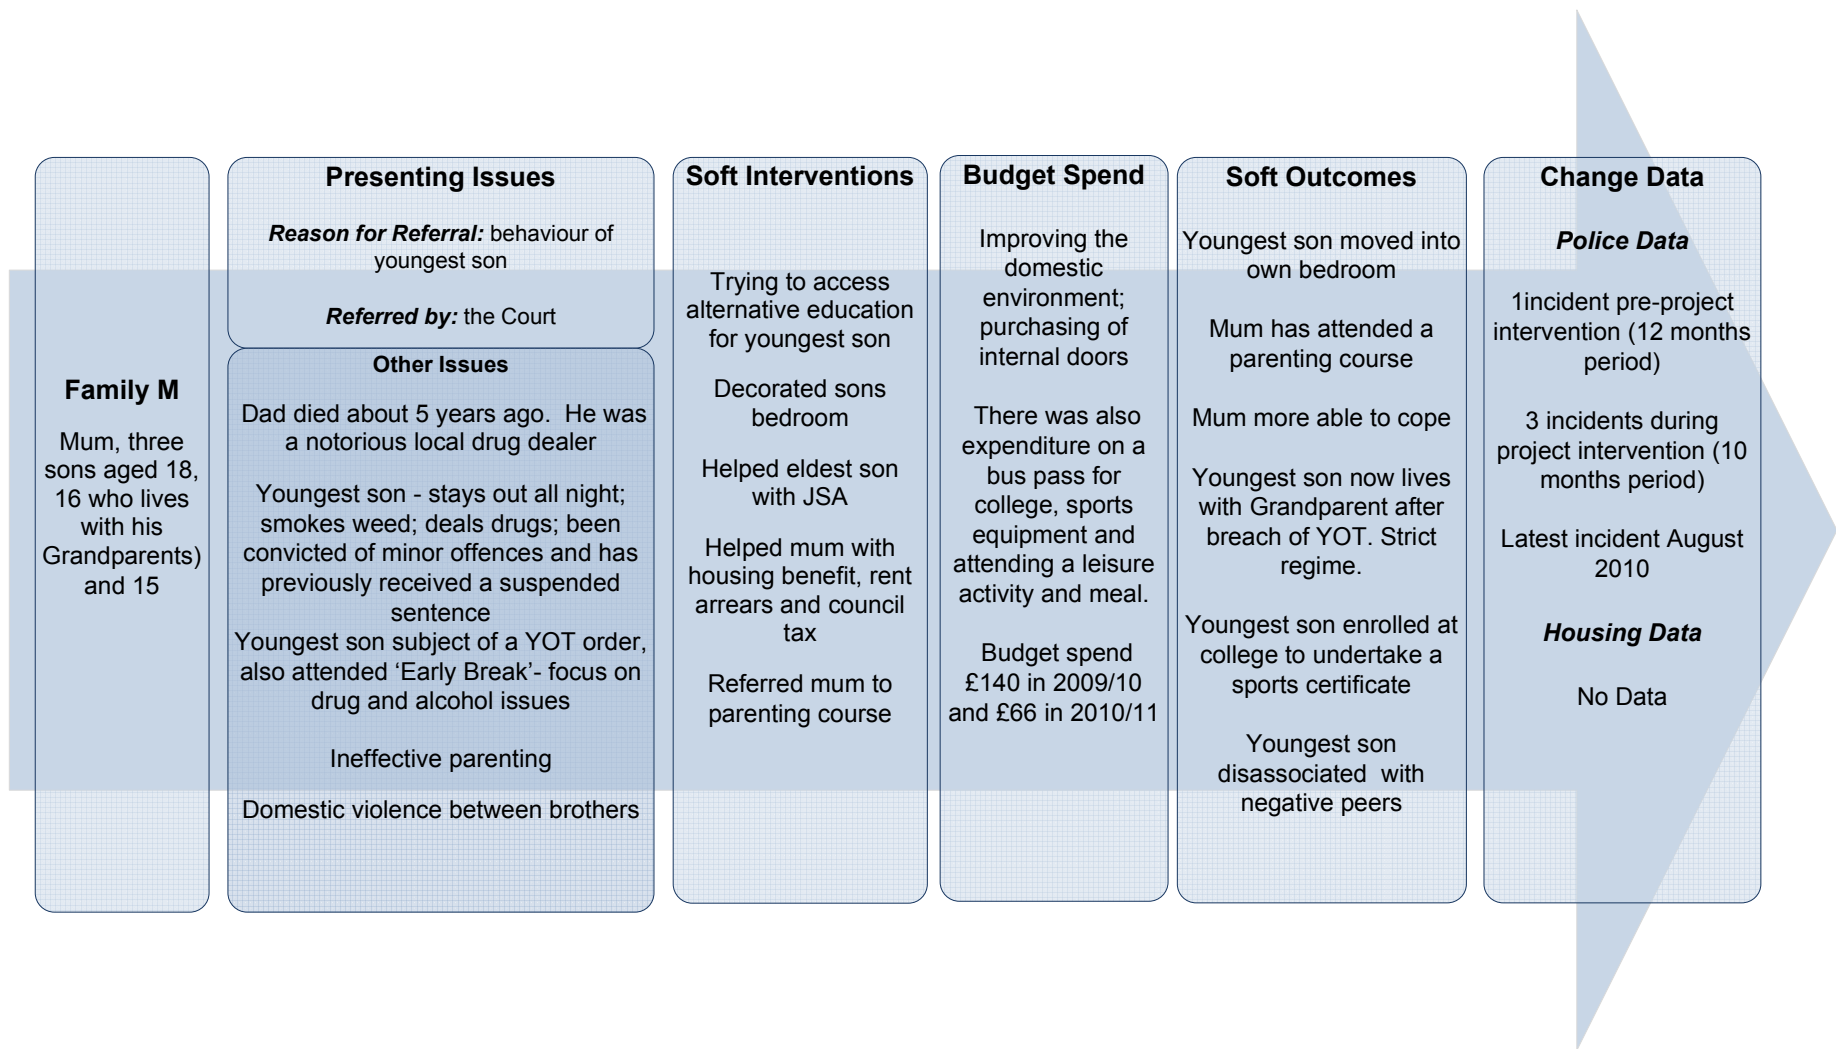 Family M
Mum, three
sons aged 18,
16 who lives
with his
Grandparents)
and 15
Presenting Issues
Reason for Referral: behaviour of
youngest son
Referred by: the Court
Other Issues
Dad died about 5 years ago.  He was
a notorious local drug dealer
Youngest son - stays out all night;
smokes weed; deals drugs; been
convicted of minor offences and has
previously received a suspended
sentence
Youngest son subject of a YOT order,
also attended ‘Early Break’- focus on
drug and alcohol issues
Ineffective parenting
Domestic violence between brothers
Soft Interventions
Trying to access
alternative education
for youngest son
Decorated sons
bedroom
Helped eldest son
with JSA
Helped mum with
housing benefit, rent
arrears and council
tax
Referred mum to
parenting course
Budget Spend
Improving the
domestic
environment;
purchasing of
internal doors
There was also
expenditure on a
bus pass for
college, sports
equipment and
attending a leisure
activity and meal.
Budget spend
£140 in 2009/10
and £66 in 2010/11
Soft Outcomes
Youngest son moved into
own bedroom
Mum has attended a
parenting course
Mum more able to cope
Youngest son now lives
with Grandparent after
breach of YOT. Strict
regime.
Youngest son enrolled at
college to undertake a
sports certificate
Youngest son
disassociated  with
negative peers
Change Data
Police Data
1incident pre-project
intervention (12 months
period)
3 incidents during
project intervention (10
months period)
Latest incident August
2010
Housing Data
No Data